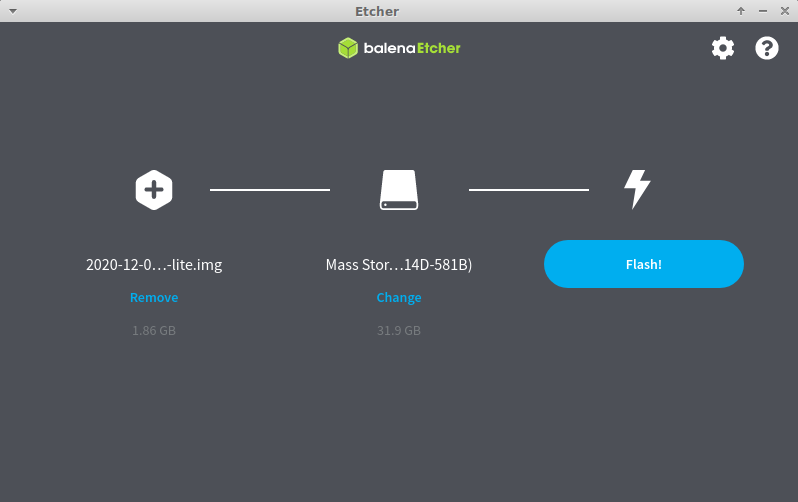 Etcher
balenaEtcher
2020-12-0...-lite.img
Mass Stor...14D-581B)
Flash!
Remove
Change
1.86 GB
31.9 GB